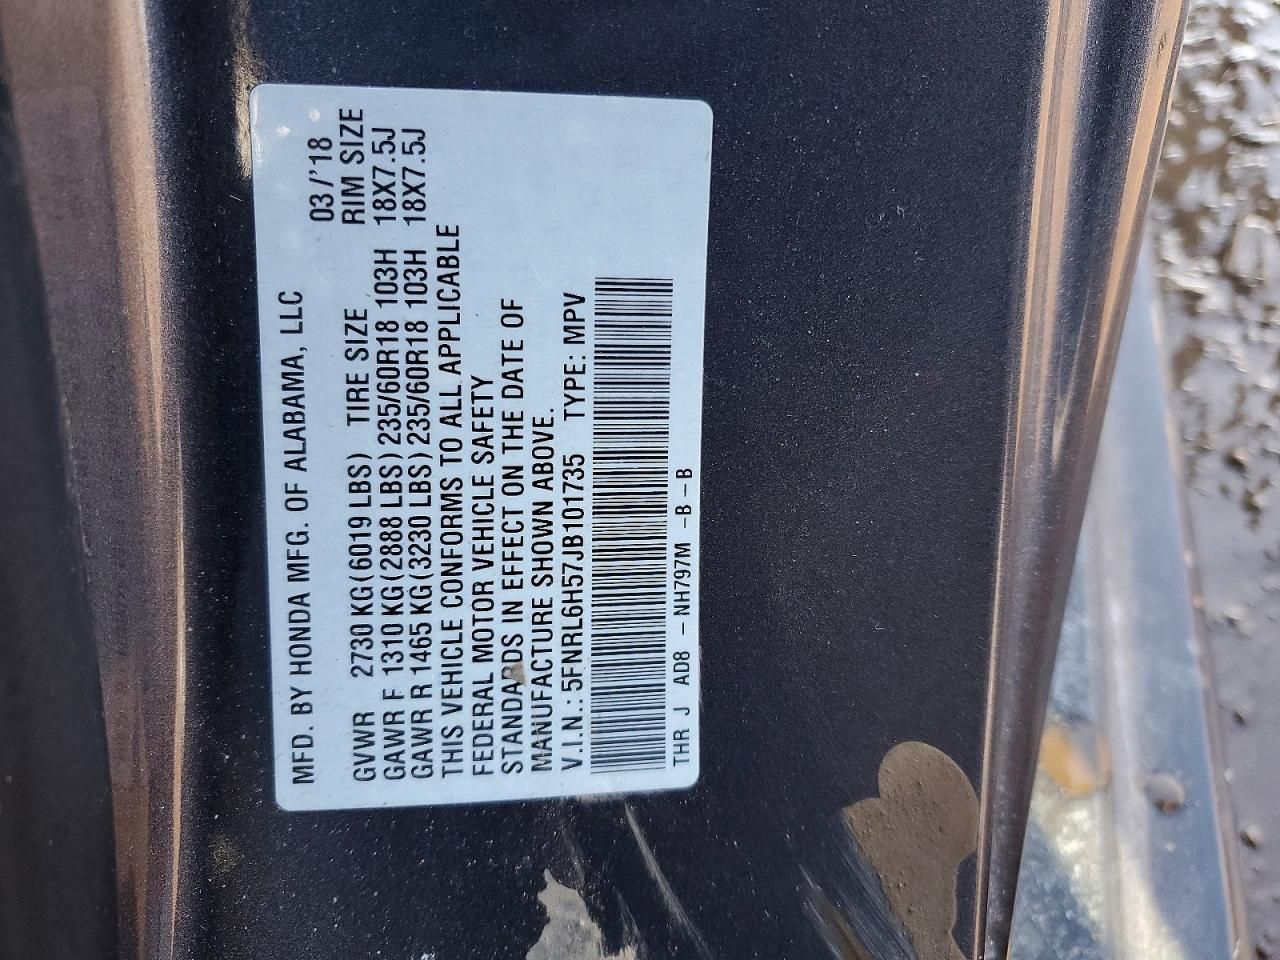 MFD. BY HONDA MFG. OF ALABAMA, LLC
03/'18
GVWR 2730 KG(6019 LBS) TIRE SIZE RIM SIZE
GAWR F 1310 KG(2888 LBS) 235/60R18 103H 18X7.5J
GAWR R 1465 KG(3230 LBS) 235/60R18 103H 18X7.5J
THIS VEHICLE CONFORMS TO ALL APPLICABLE
FEDERAL MOTOR VEHICLE SAFETY
STANDARDS IN EFFECT ON THE DATE OF
MANUFACTURE SHOWN ABOVE.
V.I.N.: 5FNRL6H57JB101735 TYPE: MPV
THR J AD8 - NH797M -B-B